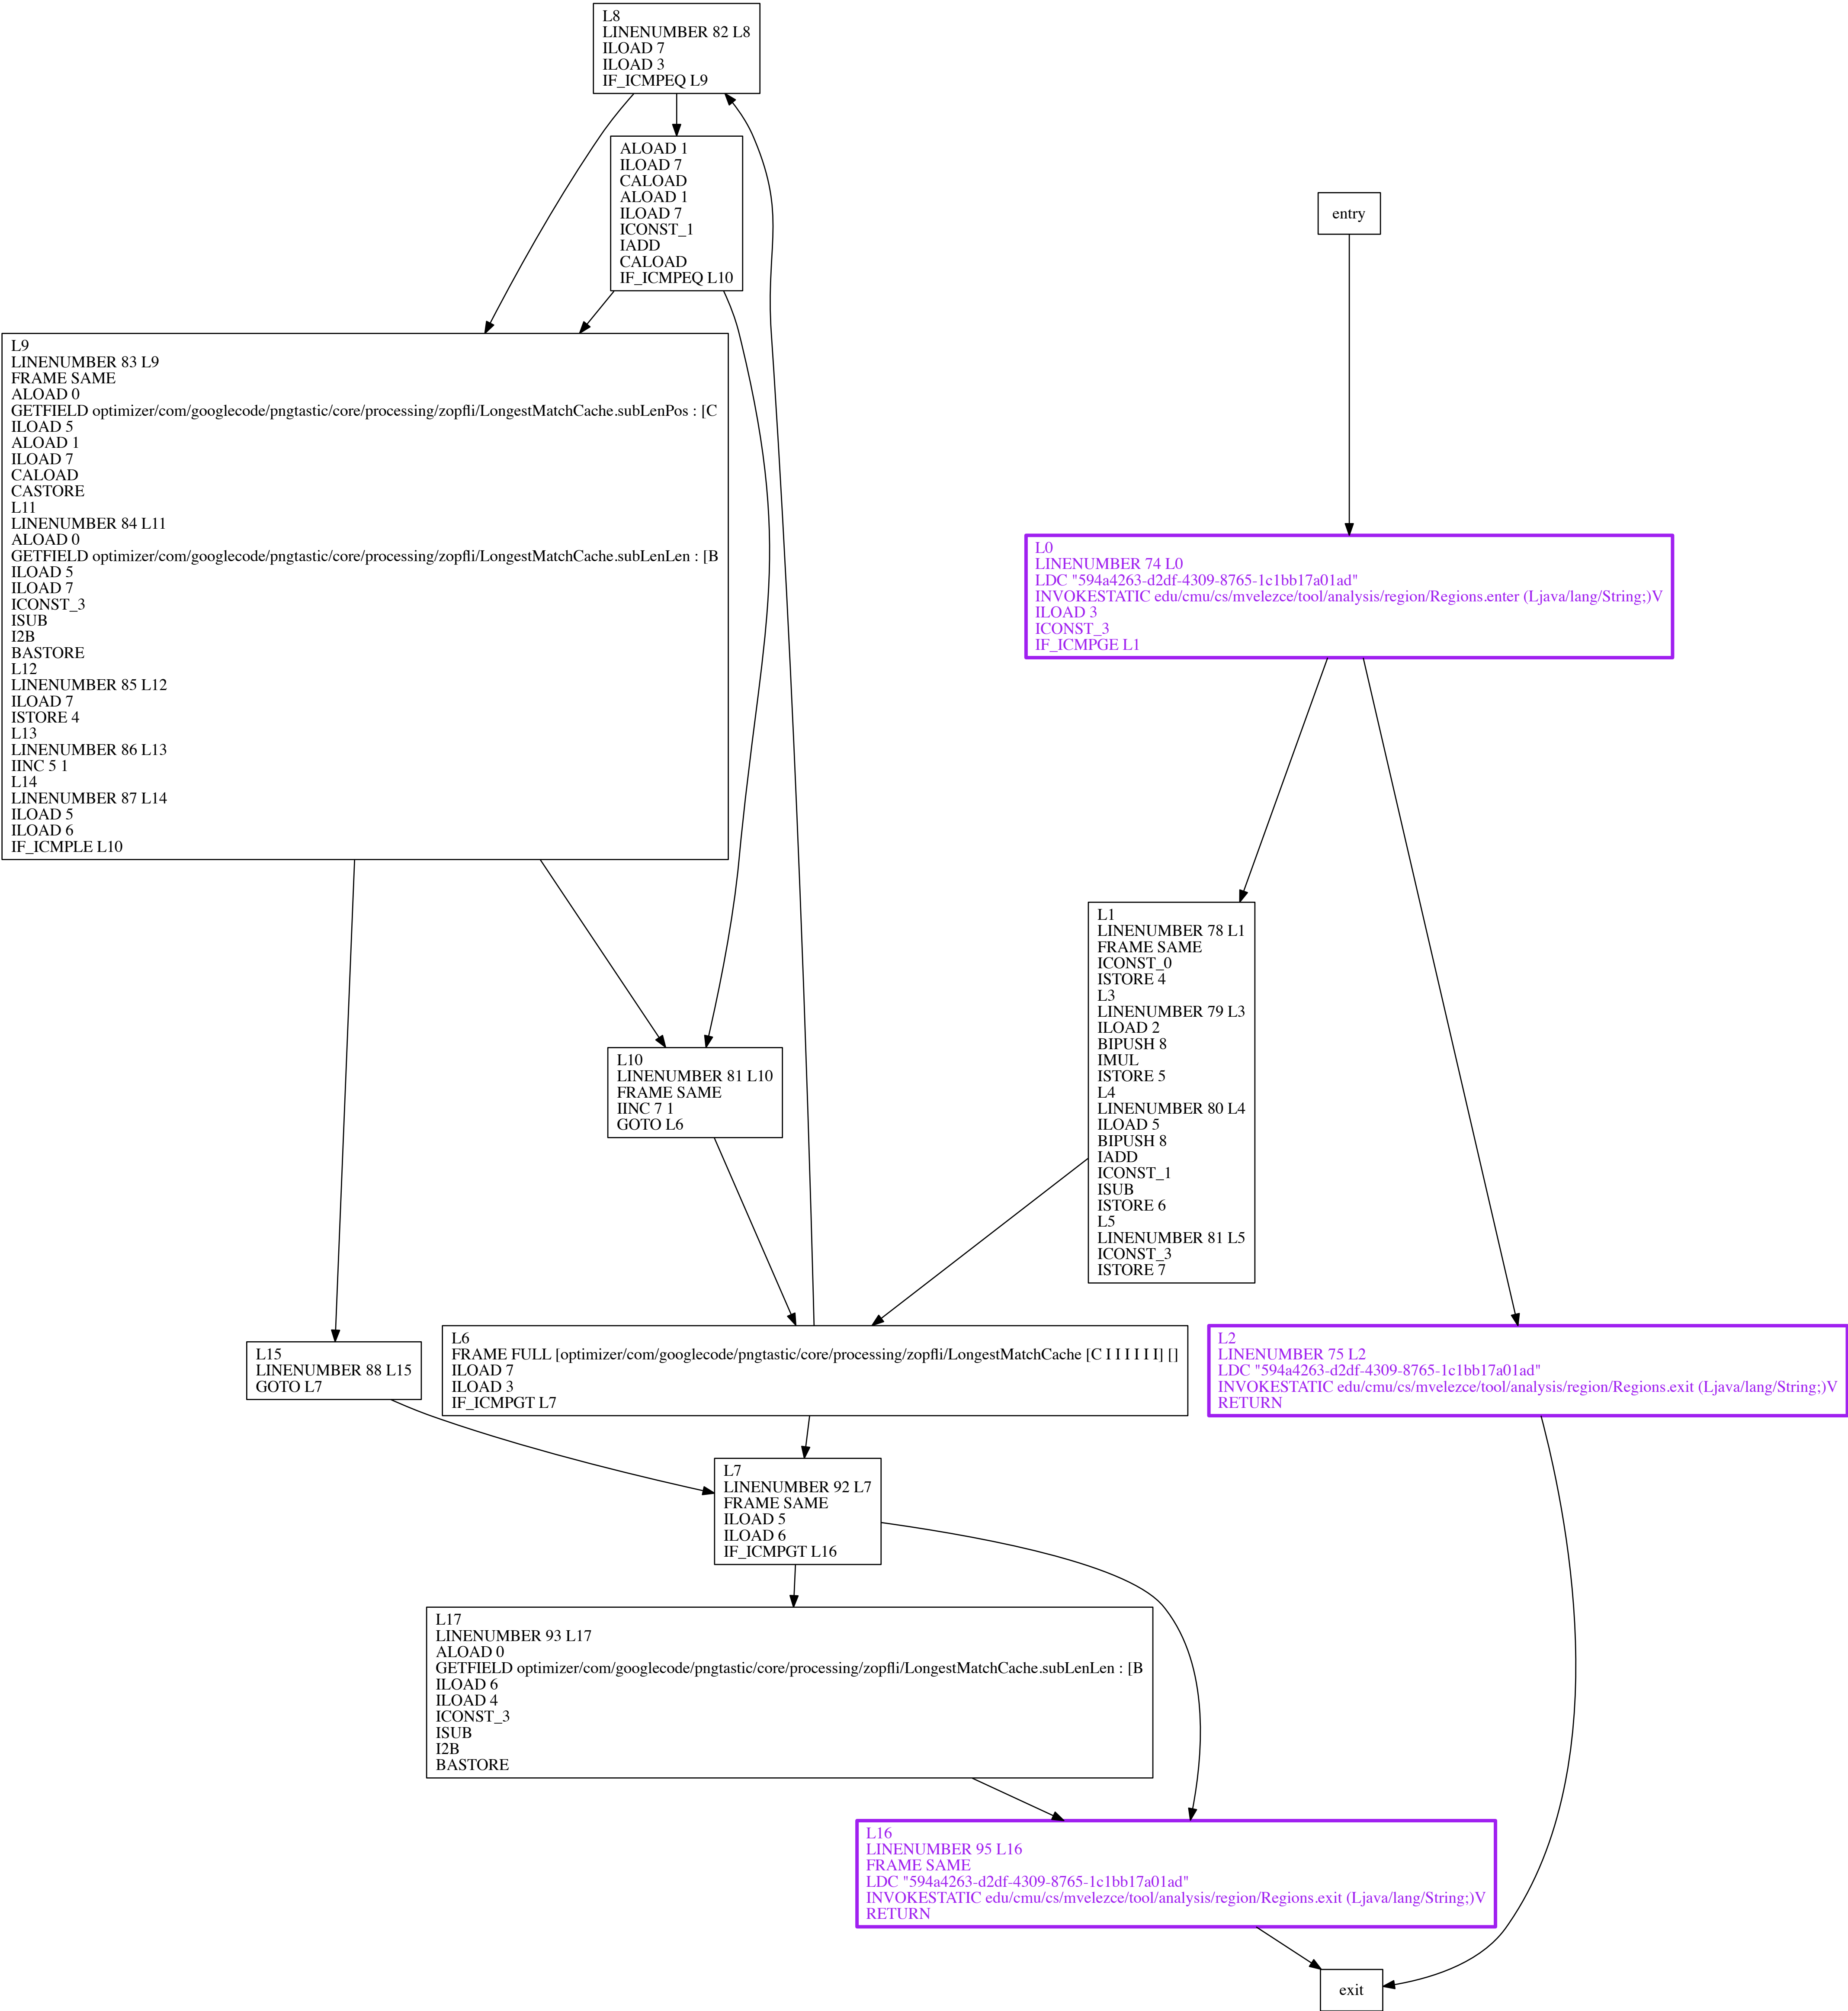 L8
LINENUMBER 82 L8
ILOAD 7
ILOAD 3
IF_ICMPEQ L9
ALOAD 1
ILOAD 7
CALOAD
ALOAD 1
ILOAD 7
ICONST_1
IADD
CALOAD
IF_ICMPEQ L10
entry
L9
LINENUMBER 83 L9
FRAME SAME
ALOAD 0
GETFIELD optimizer/com/googlecode/pngtastic/core/processing/zopfli/LongestMatchCache.subLenPos : [C
ILOAD 5
ALOAD 1
ILOAD 7
CALOAD
CASTORE
L11
LINENUMBER 84 L11
ALOAD 0
GETFIELD optimizer/com/googlecode/pngtastic/core/processing/zopfli/LongestMatchCache.subLenLen : [B
ILOAD 5
ILOAD 7
ICONST_3
ISUB
I2B
BASTORE
L12
LINENUMBER 85 L12
ILOAD 7
ISTORE 4
L13
LINENUMBER 86 L13
IINC 5 1
L14
LINENUMBER 87 L14
ILOAD 5
ILOAD 6
IF_ICMPLE L10
L0
LINENUMBER 74 L0
LDC "594a4263-d2df-4309-8765-1c1bb17a01ad"
INVOKESTATIC edu/cmu/cs/mvelezce/tool/analysis/region/Regions.enter (Ljava/lang/String;)V
ILOAD 3
ICONST_3
IF_ICMPGE L1
L1
LINENUMBER 78 L1
FRAME SAME
ICONST_0
ISTORE 4
L3
LINENUMBER 79 L3
ILOAD 2
BIPUSH 8
IMUL
ISTORE 5
L4
LINENUMBER 80 L4
ILOAD 5
BIPUSH 8
IADD
ICONST_1
ISUB
ISTORE 6
L5
LINENUMBER 81 L5
ICONST_3
ISTORE 7
L10
LINENUMBER 81 L10
FRAME SAME
IINC 7 1
GOTO L6
L15
LINENUMBER 88 L15
GOTO L7
L6
FRAME FULL [optimizer/com/googlecode/pngtastic/core/processing/zopfli/LongestMatchCache [C I I I I I I] []
ILOAD 7
ILOAD 3
IF_ICMPGT L7
L2
LINENUMBER 75 L2
LDC "594a4263-d2df-4309-8765-1c1bb17a01ad"
INVOKESTATIC edu/cmu/cs/mvelezce/tool/analysis/region/Regions.exit (Ljava/lang/String;)V
RETURN
L7
LINENUMBER 92 L7
FRAME SAME
ILOAD 5
ILOAD 6
IF_ICMPGT L16
L17
LINENUMBER 93 L17
ALOAD 0
GETFIELD optimizer/com/googlecode/pngtastic/core/processing/zopfli/LongestMatchCache.subLenLen : [B
ILOAD 6
ILOAD 4
ICONST_3
ISUB
I2B
BASTORE
L16
LINENUMBER 95 L16
FRAME SAME
LDC "594a4263-d2df-4309-8765-1c1bb17a01ad"
INVOKESTATIC edu/cmu/cs/mvelezce/tool/analysis/region/Regions.exit (Ljava/lang/String;)V
RETURN
exit